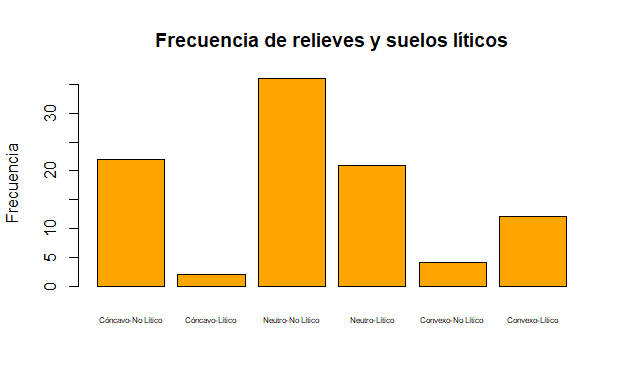 Frecuencia de relieves y suelos líticos
Frecuencia
30
20
10
5
0
Cóncavo-No Lítico Cóncavo-Lítico Neutro-No Lítico Neutro-Lítico Convexo-No Lítico Convexo-Lítico